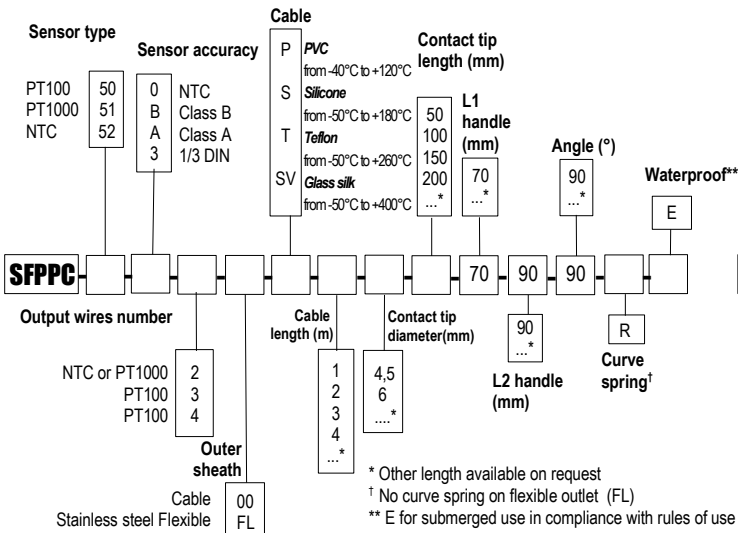 Cable
Sensor type
Sensor accuracy
Contact tip
length (mm)
P PVC
from -40°C to +120°C
S Silicone
from -50°C to +180°C
T Teflon
from -50°C to +260°C
SV Glass silk
from -50°C to +400°C
PT100 50
PT1000 51
NTC 52
0 NTC
B Class B
A Class A
3 1/3 DIN
50
100
150
200
...*
L1
handle
(mm)
70
...*
Angle (°)
90
...*
Waterproof**
E
SFPPC - - - - - - - - 70 - 90 - 90 - -
Output wires number
NTC or PT1000 2
PT100 3
PT100 4
Outer
sheath
Cable 00
Stainless steel Flexible FL
Cable
length (m)
1
2
3
4
...*
Contact tip
diameter(mm)
4,5
6
....*
90
...*
L2 handle
(mm)
R
Curve
spring†
* Other length available on request
† No curve spring on flexible outlet (FL)
** E for submerged use in compliance with rules of use